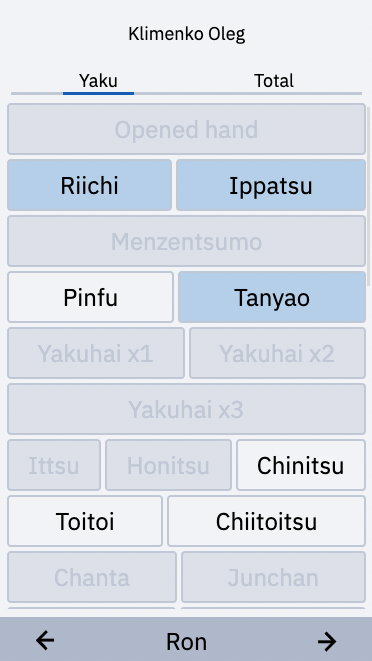 Klimenko Oleg
Yaku Total
Opened hand
Riichi Ippatsu
Menzentsumo
Pinfu Tanyao
Yakuhai x1 Yakuhai x2
Yakuhai x3
Ittsu Honitsu Chinitsu
Toitoi Chiitoitsu
Chanta Junchan
Ron